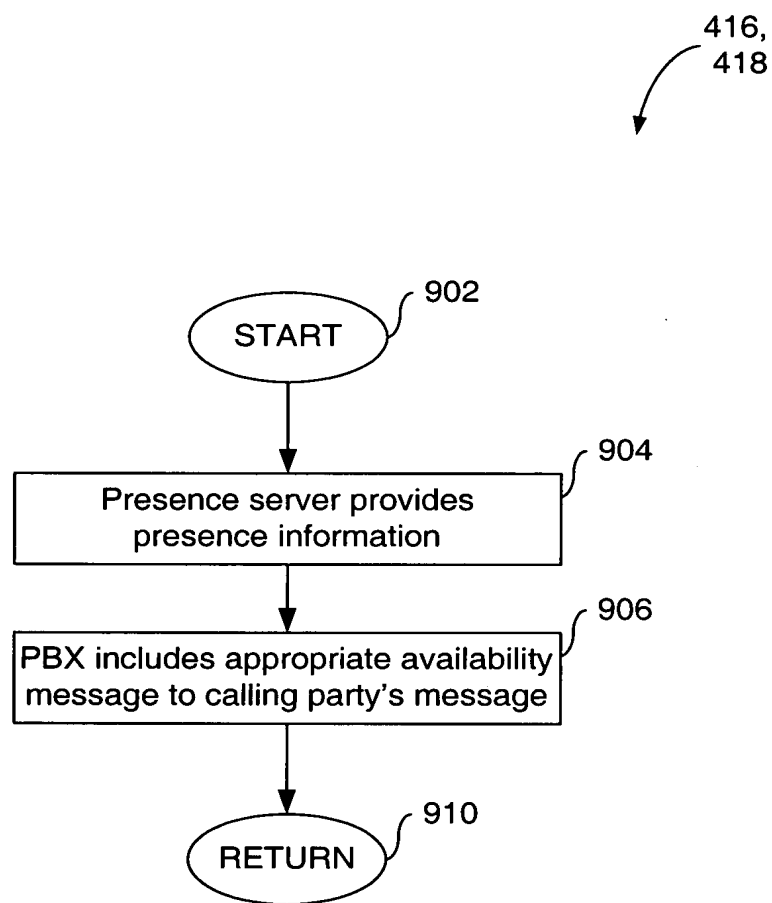 416,
418
902
START
904
Presence server provides
presence information
906
PBX includes appropriate availability
message to calling party's message
910
RETURN